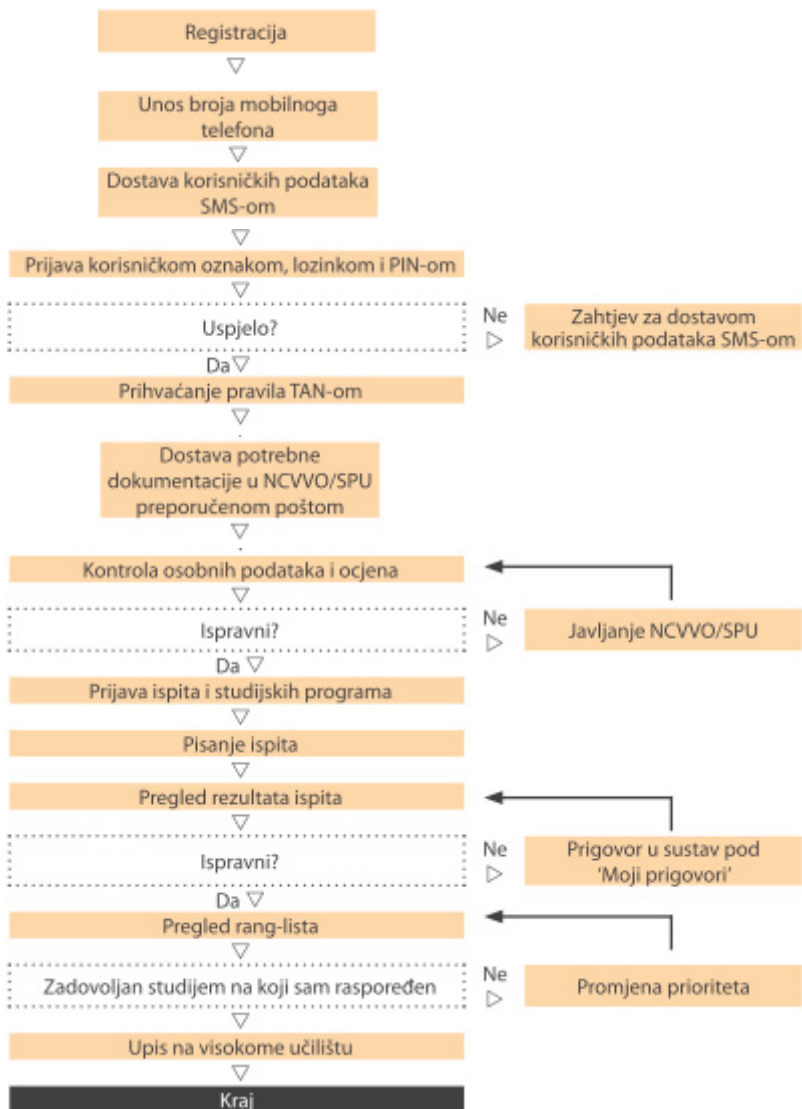 Registracija
Unos broja mobilnoga
telefona
Dostava korisničkih podataka
SMS-om
Prijava korisničkom oznakom, lozinkom i PIN-om
Uspjelo?
Ne
Zahtjev za dostavom
korisničkih podataka SMS-om
Da
Prihvaćanje pravila TAN-om
Dostava potrebne
dokumentacije u NCVVO/SPU
preporučenom poštom
Kontrola osobnih podataka i ocjena
Ispravni?
Ne
Javljanje NCVVO/SPU
Da
Prijava ispita i studijskih programa
Pisanje ispita
Pregled rezultata ispita
Ispravni?
Ne
Prigovor u sustav pod
'Moji prigovori'
Da
Pregled rang-lista
Zadovoljan studijem na koji sam raspoređen
Ne
Promjena prioriteta
Upis na visokome učilištu
Kraj